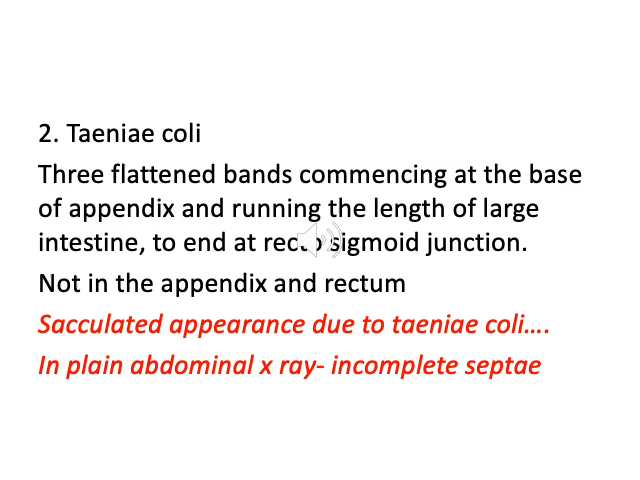 2. Taeniae coli
Three flattened bands commencing at the base
of appendix and running the length of large
intestine, to end at recto sigmoid junction.
Not in the appendix and rectum
Sacculated appearance due to taeniae coli….
In plain abdominal x ray- incomplete septae